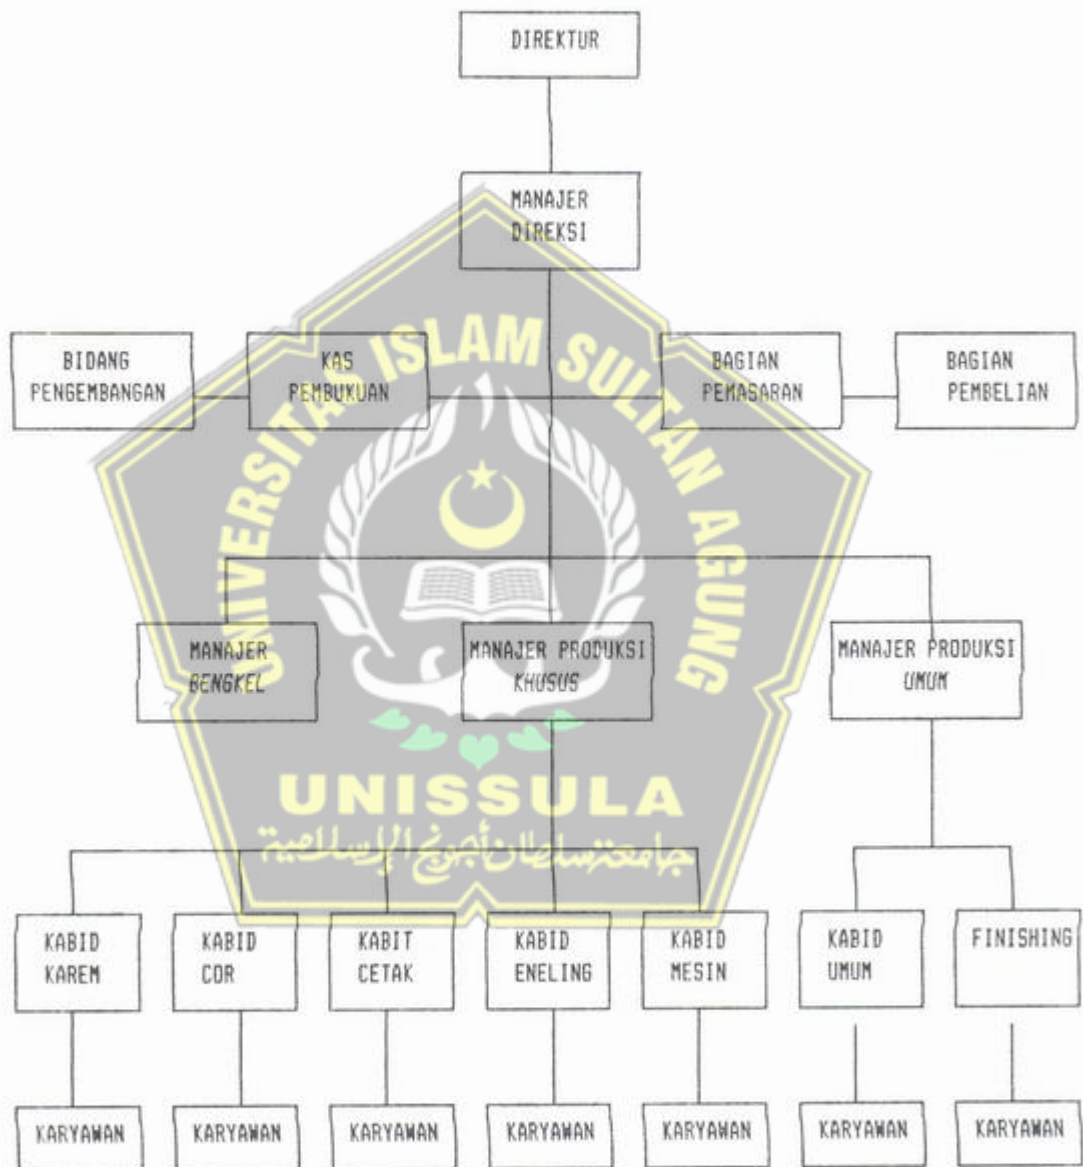 DIREKTUR
MANAJER
DIREKSI
BIDANG
PENGEMBANGAN
KAS
PEMBUKUAN
BAGIAN
PEMASARAN
BAGIAN
PEMBELIAN
UNIVERSITAS ISLAM SULTAN AGUNG
MANAJER
BENGKEL
MANAJER PRODUKSI
KHUSUS
MANAJER PRODUKSI
UMUM
UNISSULA
جامعتسلطان أجونج الإسلامية
KABID
KAREM
KABID
COR
KABIT
CETAK
KABID
ENELING
KABID
MESIN
KABID
UMUM
FINISHING
KARYAWAN
KARYAWAN
KARYAWAN
KARYAWAN
KARYAWAN
KARYAWAN
KARYAWAN